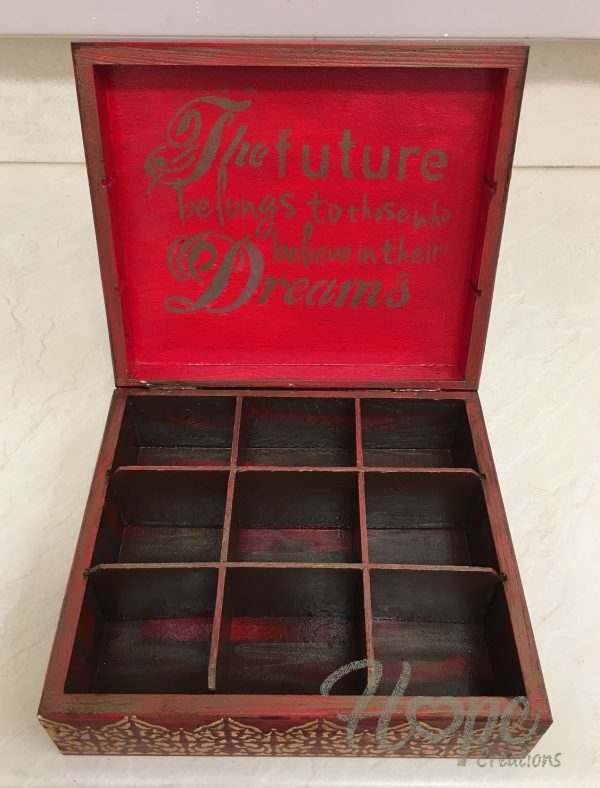 The future
belongs to those who
believe in their
Dreams
Hope
Creations